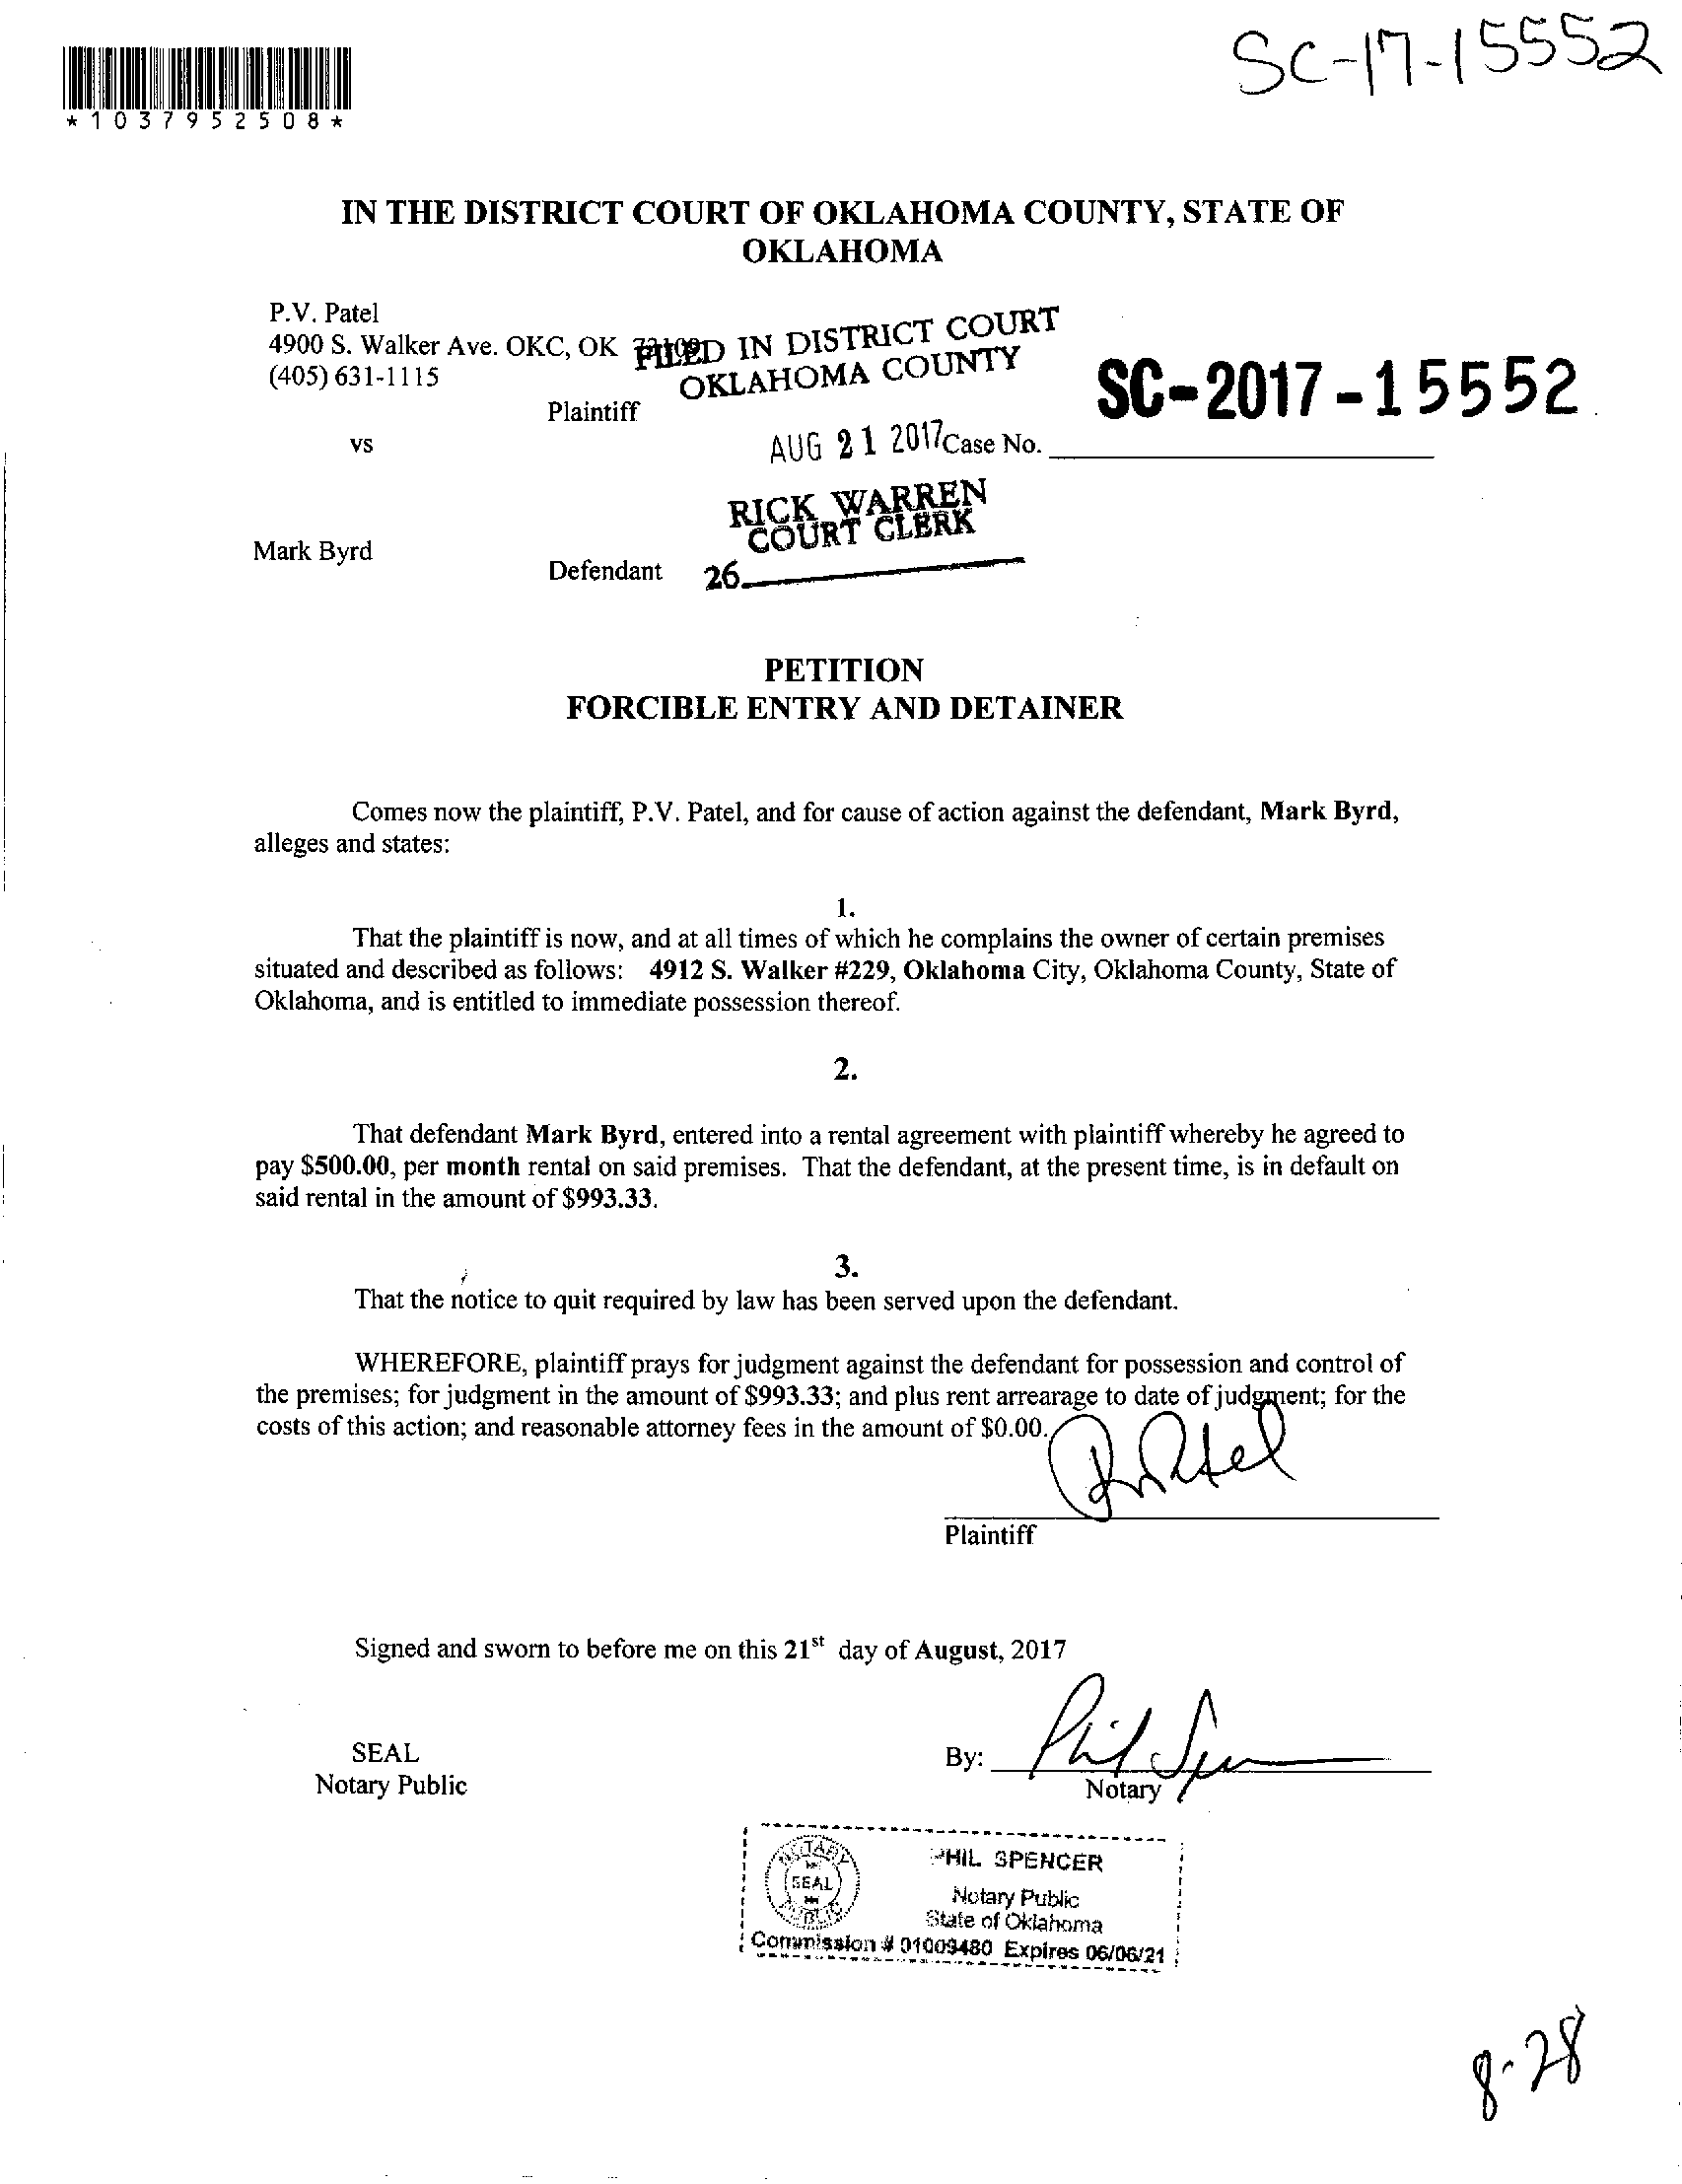 SC-17-15552
*1037952508*
IN THE DISTRICT COURT OF OKLAHOMA COUNTY, STATE OF
OKLAHOMA
P.V. Patel
4900 S. Walker Ave. OKC, OK
(405) 631-1115
Plaintiff
vs
FILED IN DISTRICT COURT
OKLAHOMA COUNTY
AUG 21 2017
Case No.
SC-2017-15552
RICK WARREN
COURT CLERK
26
Mark Byrd
Defendant
PETITION
FORCIBLE ENTRY AND DETAINER
Comes now the plaintiff, P.V. Patel, and for cause of action against the defendant, Mark Byrd,
alleges and states:
1.
That the plaintiff is now, and at all times of which he complains the owner of certain premises
situated and described as follows: 4912 S. Walker #229, Oklahoma City, Oklahoma County, State of
Oklahoma, and is entitled to immediate possession thereof.
2.
That defendant Mark Byrd, entered into a rental agreement with plaintiff whereby he agreed to
pay $500.00, per month rental on said premises. That the defendant, at the present time, is in default on
said rental in the amount of $993.33.
3.
That the notice to quit required by law has been served upon the defendant.
WHEREFORE, plaintiff prays for judgment against the defendant for possession and control of
the premises; for judgment in the amount of $993.33; and plus rent arrearage to date of judgment; for the
costs of this action; and reasonable attorney fees in the amount of $0.00.
Plaintiff
Signed and sworn to before me on this 21st day of August, 2017
SEAL
Notary Public
By:
Notary
NOTARY
SEAL
PUBLIC
PHIL SPENCER
Notary Public
State of Oklahoma
Commission # 01009480 Expires 06/06/21
8-28